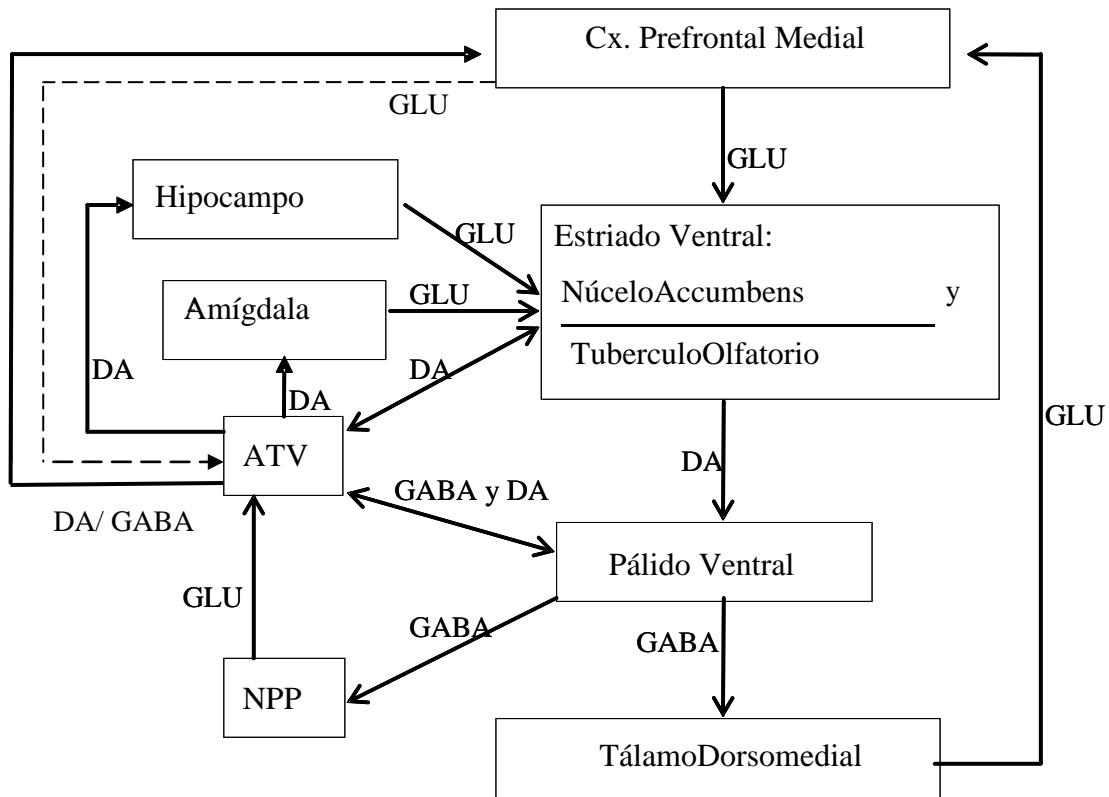 Cx. Prefrontal Medial
GLU
GLU
Hipocampo
GLU
Estriado Ventral:
NúceloAccumbens y
TuberculoOlfatorio
Amígdala
GLU
DA
DA
DA
GLU
ATV
DA
GABA y DA
DA/ GABA
Pálido Ventral
GLU
GABA
GABA
NPP
TálamoDorsomedial